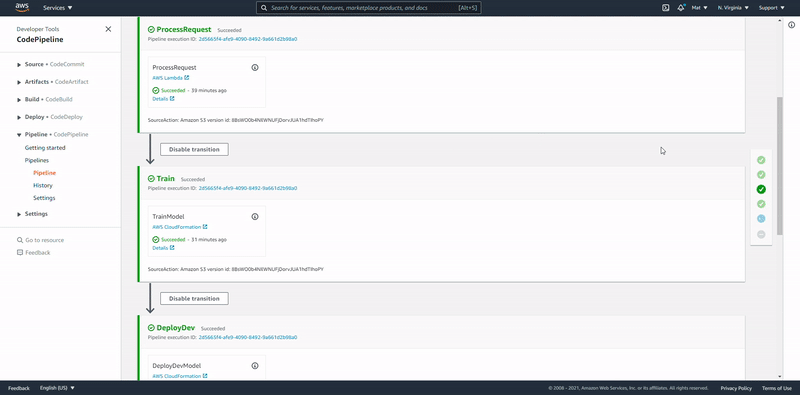 aws
Services ▼
Search for services, features, marketplace products, and docs
[Alt+S]
Mat ▼
N. Virginia ▼
Support ▼
Developer Tools
CodePipeline
Source • CodeCommit
Artifacts • CodeArtifact
Build • CodeBuild
Deploy • CodeDeploy
Pipeline • CodePipeline
Getting started
Pipelines
Pipeline
History
Settings
Settings
Go to resource
Feedback
ProcessRequest Succeeded
Pipeline execution ID: 2d5665f4-afe9-4090-8492-9a661d2b98a0
ProcessRequest
AWS Lambda
Succeeded - 39 minutes ago
Details
SourceAction: Amazon S3 version id:
Disable transition
Train Succeeded
Pipeline execution ID: 2d5665f4-afe9-4090-8492-9a661d2b98a0
TrainModel
AWS CloudFormation
Succeeded - 31 minutes ago
Details
SourceAction: Amazon S3 version id:
Disable transition
DeployDev Succeeded
Pipeline execution ID: 2d5665f4-afe9-4090-8492-9a661d2b98a0
DeployDevModel
AWS CloudFormation
Feedback
English (US) ▼
© 2008 - 2021, Amazon Web Services, Inc. or its affiliates. All rights reserved.
Privacy Policy
Terms of Use